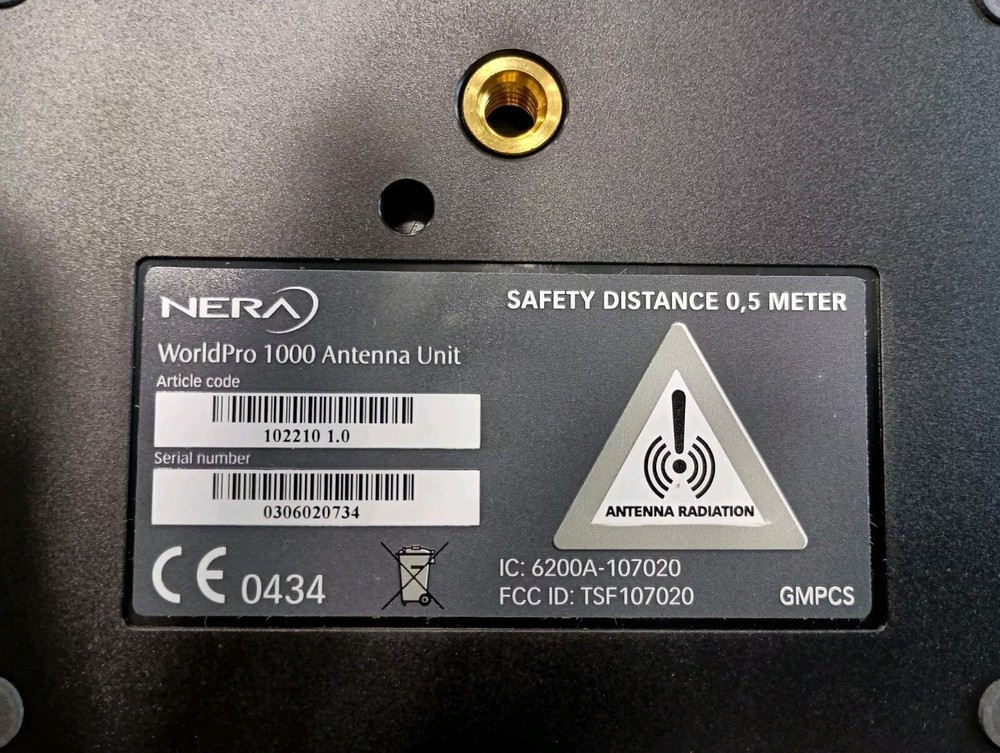 NERA
SAFETY DISTANCE 0,5 METER
WorldPro 1000 Antenna Unit
Article code
102210 1.0
Serial number
0306020734
ANTENNA RADIATION
CE 0434
IC: 6200A-107020
FCC ID: TSF107020
GMPCS